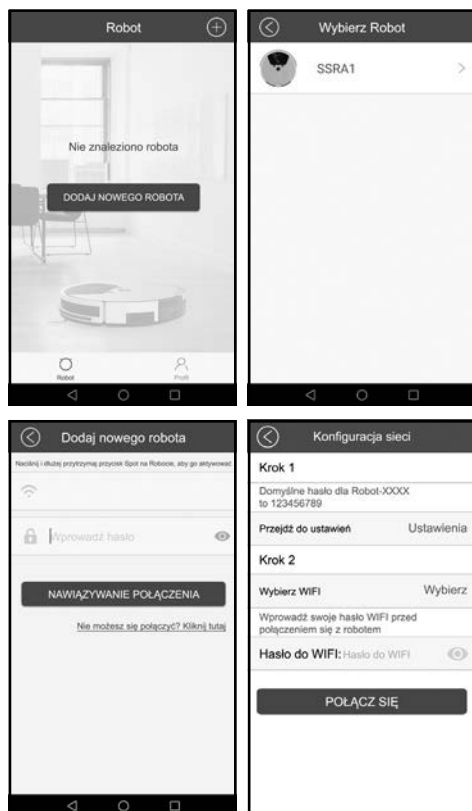 Robot
Nie znaleziono robota
DODAJ NOWEGO ROBOTA
Robot
Profil
Wybierz Robot
SSRA1
Dodaj nowego robota
Naciśnij i dłużej przytrzymaj przycisk Spot na Robocie, aby go aktywować
Wprowadź hasło
NAWIĄZYWANIE POŁĄCZENIA
Nie możesz się połączyć? Kliknij tutaj
Konfiguracja sieci
Krok 1
Domyślne hasło dla Robot-XXXX
to 123456789
Przejdź do ustawień Ustawienia
Krok 2
Wybierz WIFI Wybierz
Wprowadź swoje hasło WIFI przed
połączeniem się z robotem
Hasło do WIFI: Hasło do WIFI
POŁĄCZ SIĘ